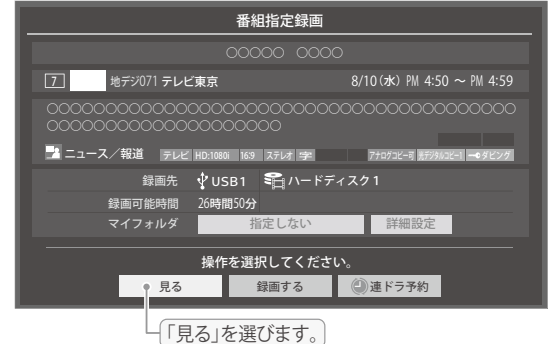 番組指定録画
○○○○○ ○○○○
7 地デジ071 テレビ東京 8/10(水) PM 4:50 ～ PM 4:59
○○○○○○○○○○○○○○○○○○○○○○○○○○○○○○○○○○○○○○○○
○○○○○○○○○○○○○○○○○○○○
ニュース／報道 テレビ HD:1080i 16:9 ステレオ 字 アナログコピー可 光デジタルコピー1 ダビング
録画先 USB1 ハードディスク1
録画可能時間 26時間50分
マイフォルダ 指定しない 詳細設定
操作を選択してください。
見る 録画する 連ドラ予約
「見る」を選びます。